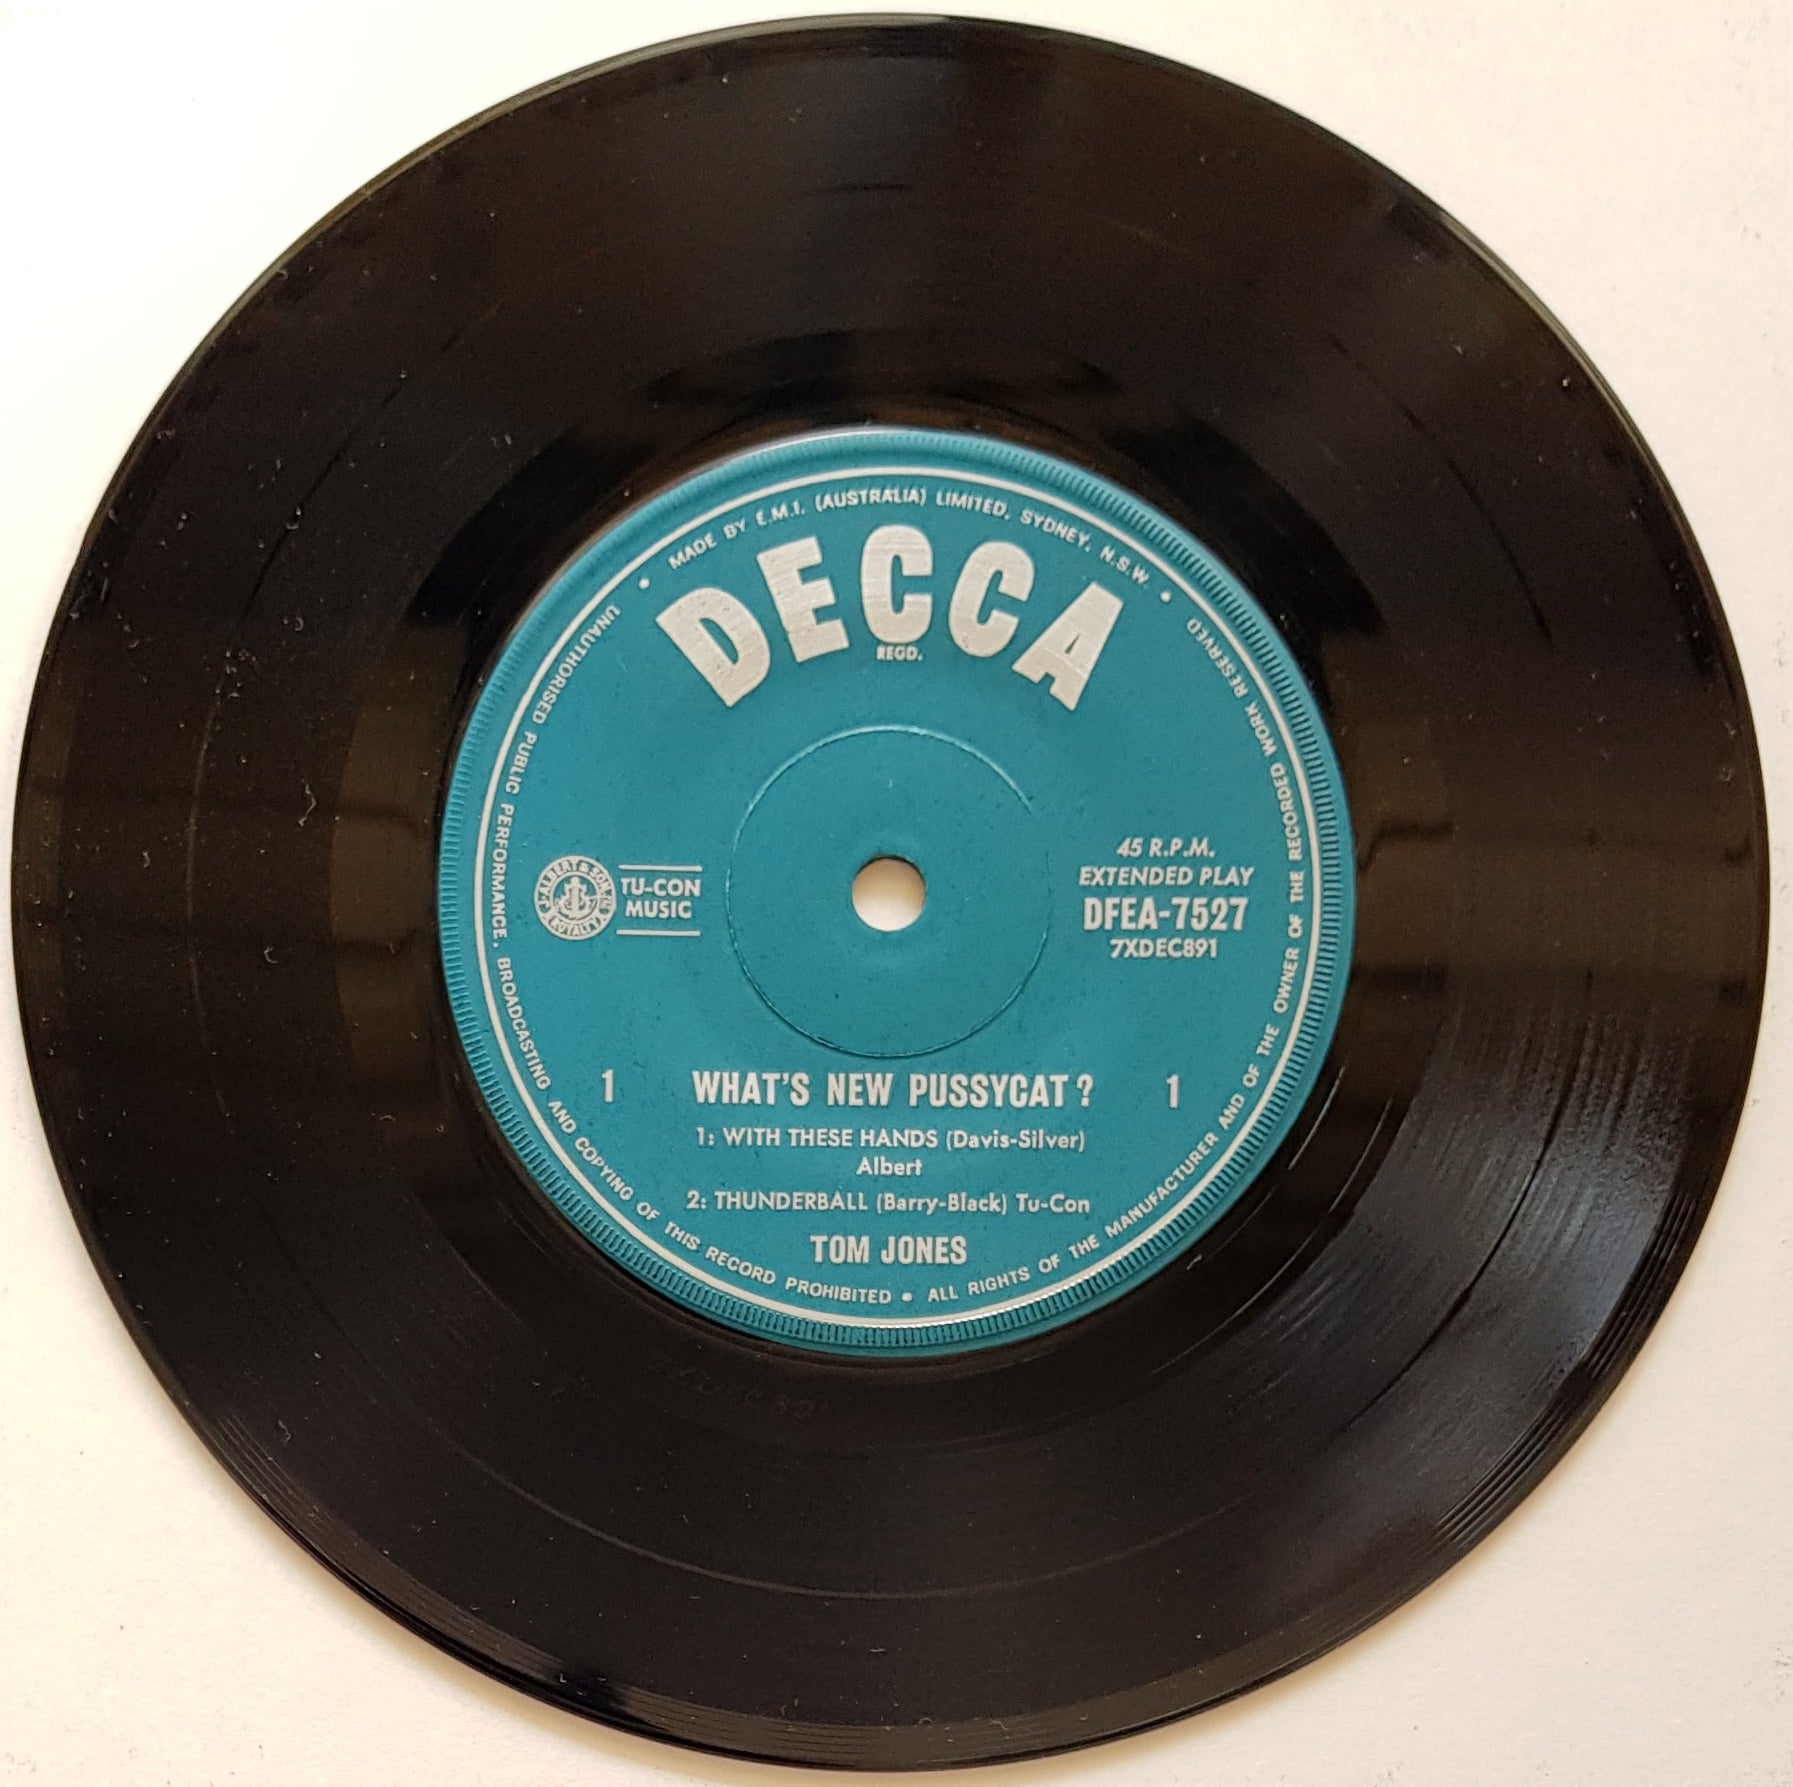 MADE BY E.M.I. (AUSTRALIA) LIMITED, SYDNEY, N.S.W.
DECCA
REGD.
45 R.P.M.
EXTENDED PLAY
DFEA-7527
7XDEC891
J. ALBERT & SON
TU-CON
MUSIC
1 WHAT'S NEW PUSSYCAT? 1
1: WITH THESE HANDS (Davis-Silver)
Albert
2: THUNDERBALL (Barry-Black) Tu-Con
TOM JONES
UNAUTHORISED PUBLIC PERFORMANCE, BROADCASTING AND COPYING OF THIS RECORD PROHIBITED • ALL RIGHTS OF THE MANUFACTURER AND OF THE OWNER OF THE RECORDED WORK RESERVED